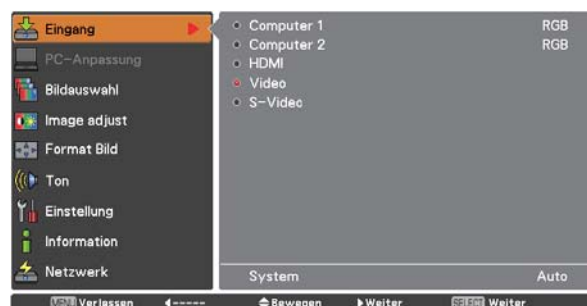 Eingang
PC-Anpassung
Bildauswahl
Image adjust
Format Bild
Ton
Einstellung
Information
Netzwerk
Computer 1 RGB
Computer 2 RGB
HDMI
Video
S-Video
System Auto
MENU Verlassen ◀----- ⬍Bewegen ▶Weiter SELECT Weiter